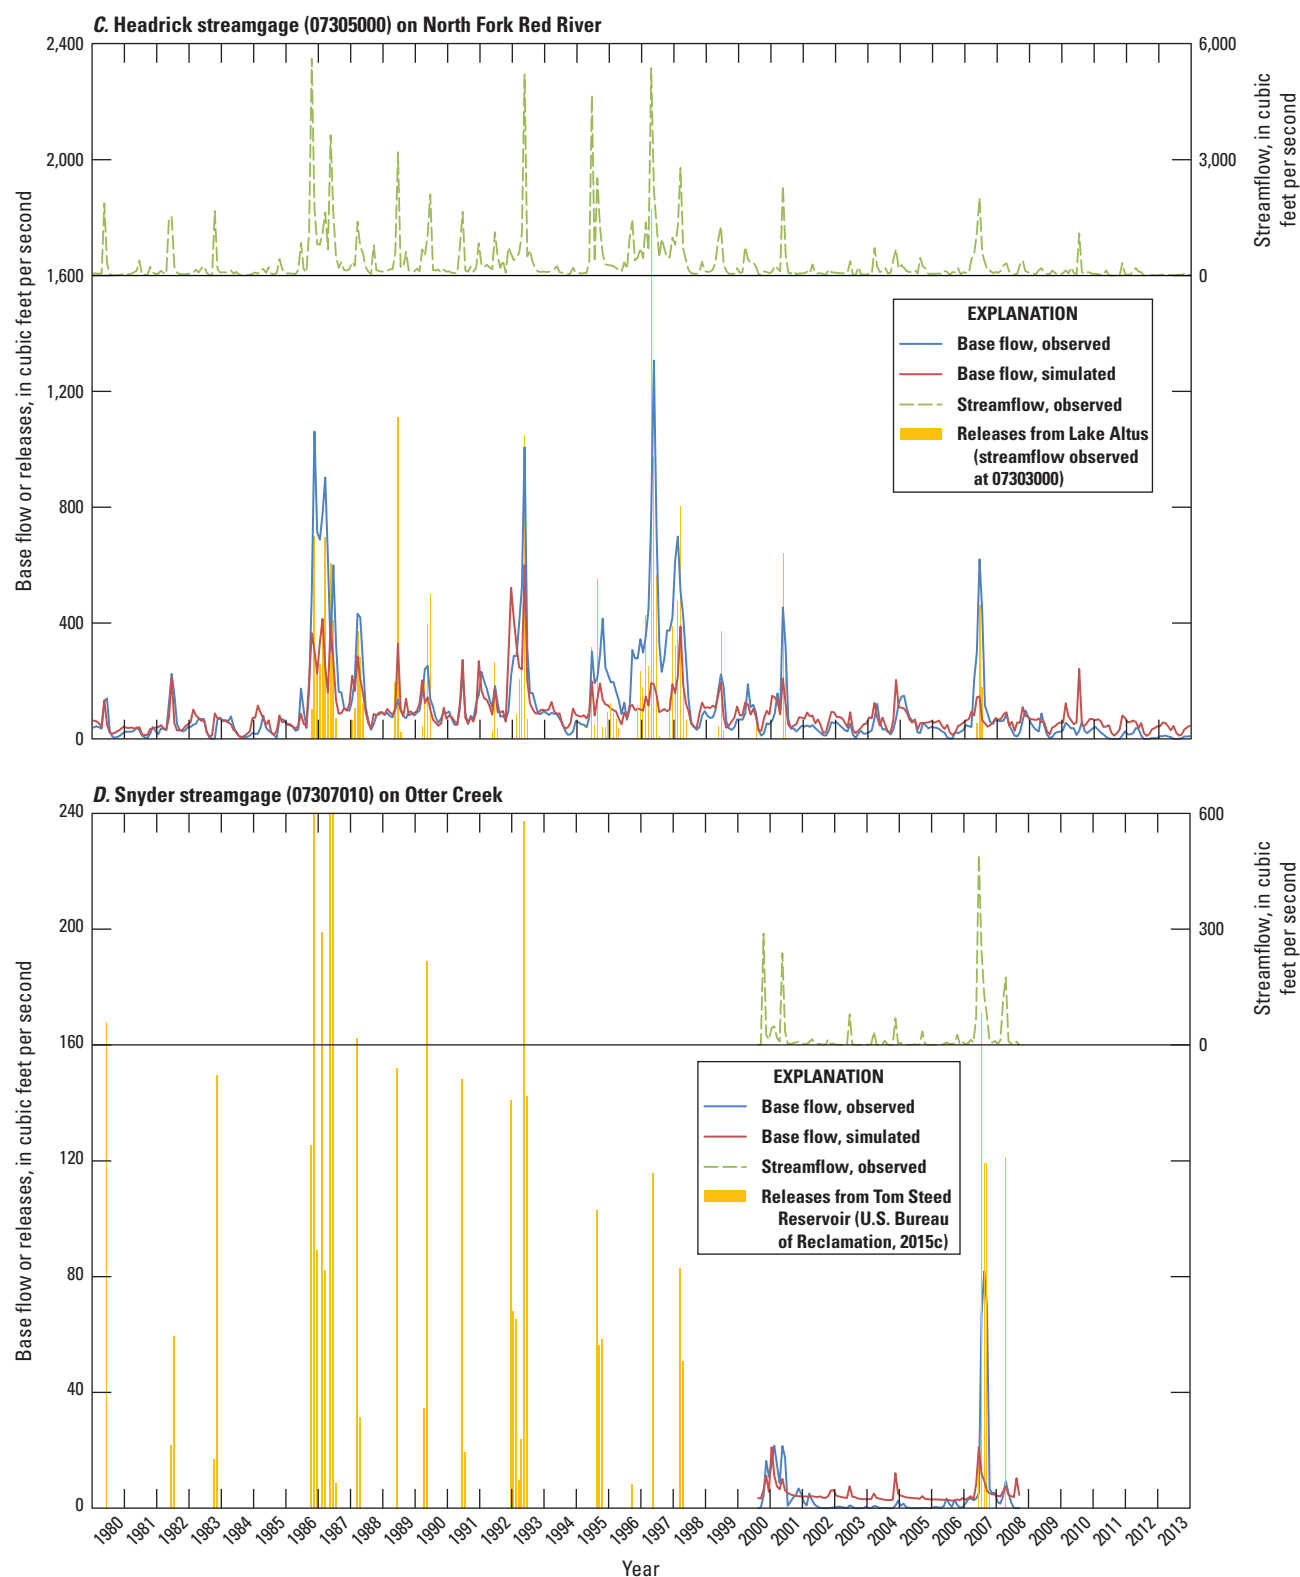 C. Headrick streamgage (07305000) on North Fork Red River
2,400
2,000
1,600
1,200
800
400
0
6,000
3,000
0
Base flow or releases, in cubic feet per second
Streamflow, in cubic
feet per second
EXPLANATION
Base flow, observed
Base flow, simulated
Streamflow, observed
Releases from Lake Altus
(streamflow observed
at 07303000)
D. Snyder streamgage (07307010) on Otter Creek
240
200
160
120
80
40
0
600
300
0
Base flow or releases, in cubic feet per second
Streamflow, in cubic
feet per second
EXPLANATION
Base flow, observed
Base flow, simulated
Streamflow, observed
Releases from Tom Steed
Reservoir (U.S. Bureau
of Reclamation, 2015c)
1980 1981 1982 1983 1984 1985 1986 1987 1988 1989 1990 1991 1992 1993 1994 1995 1996 1997 1998 1999 2000 2001 2002 2003 2004 2005 2006 2007 2008 2009 2010 2011 2012 2013
Year